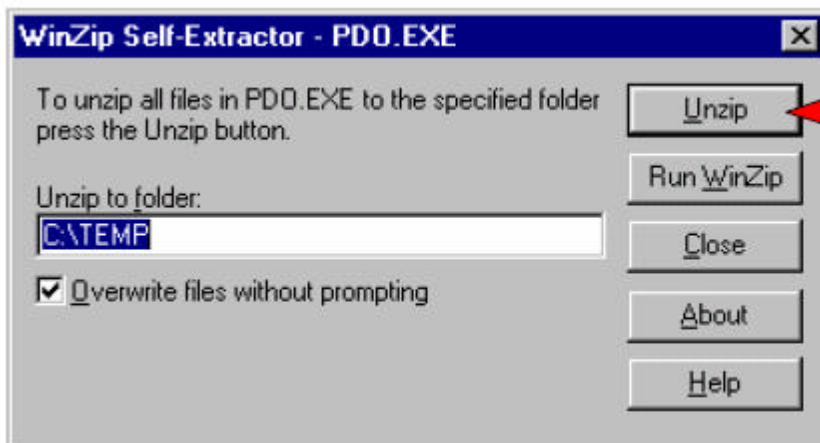 WinZip Self-Extractor - PDO.EXE
To unzip all files in PDO.EXE to the specified folder
press the Unzip button.
Unzip to folder:
C:\TEMP
Overwrite files without prompting
Unzip
Run WinZip
Close
About
Help